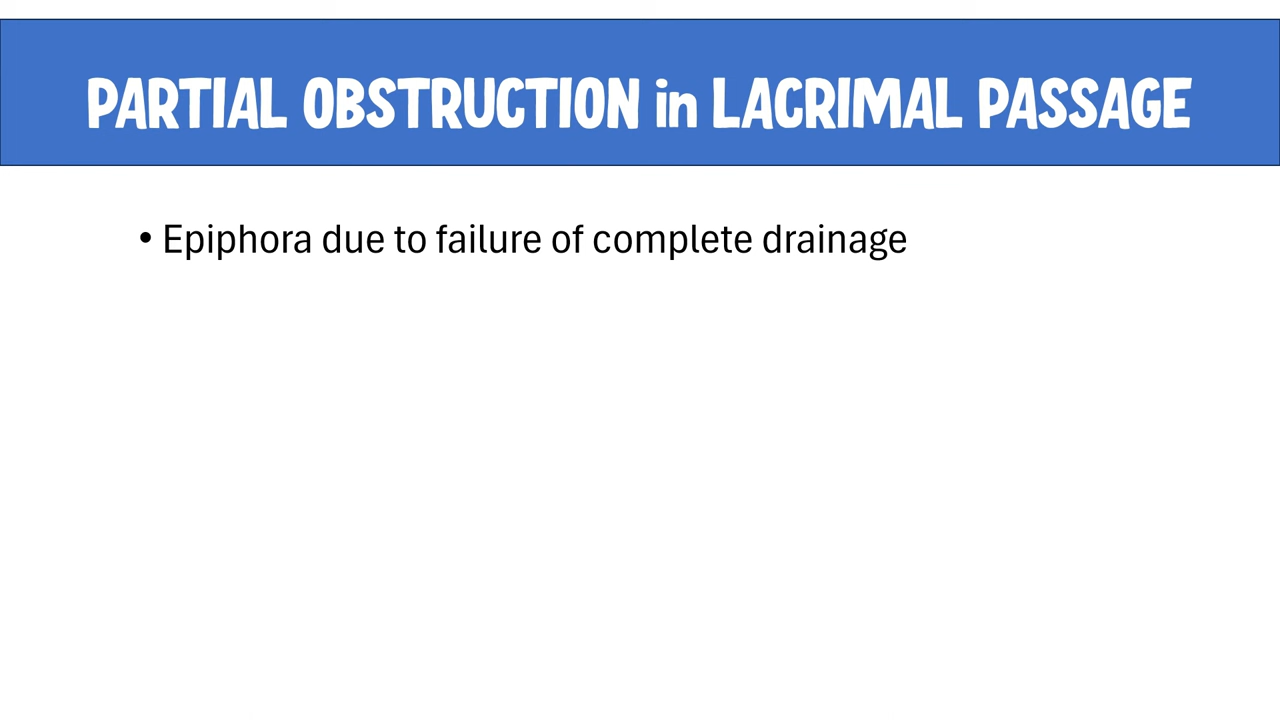 PARTIAL OBSTRUCTION in LACRIMAL PASSAGE
• Epiphora due to failure of complete drainage